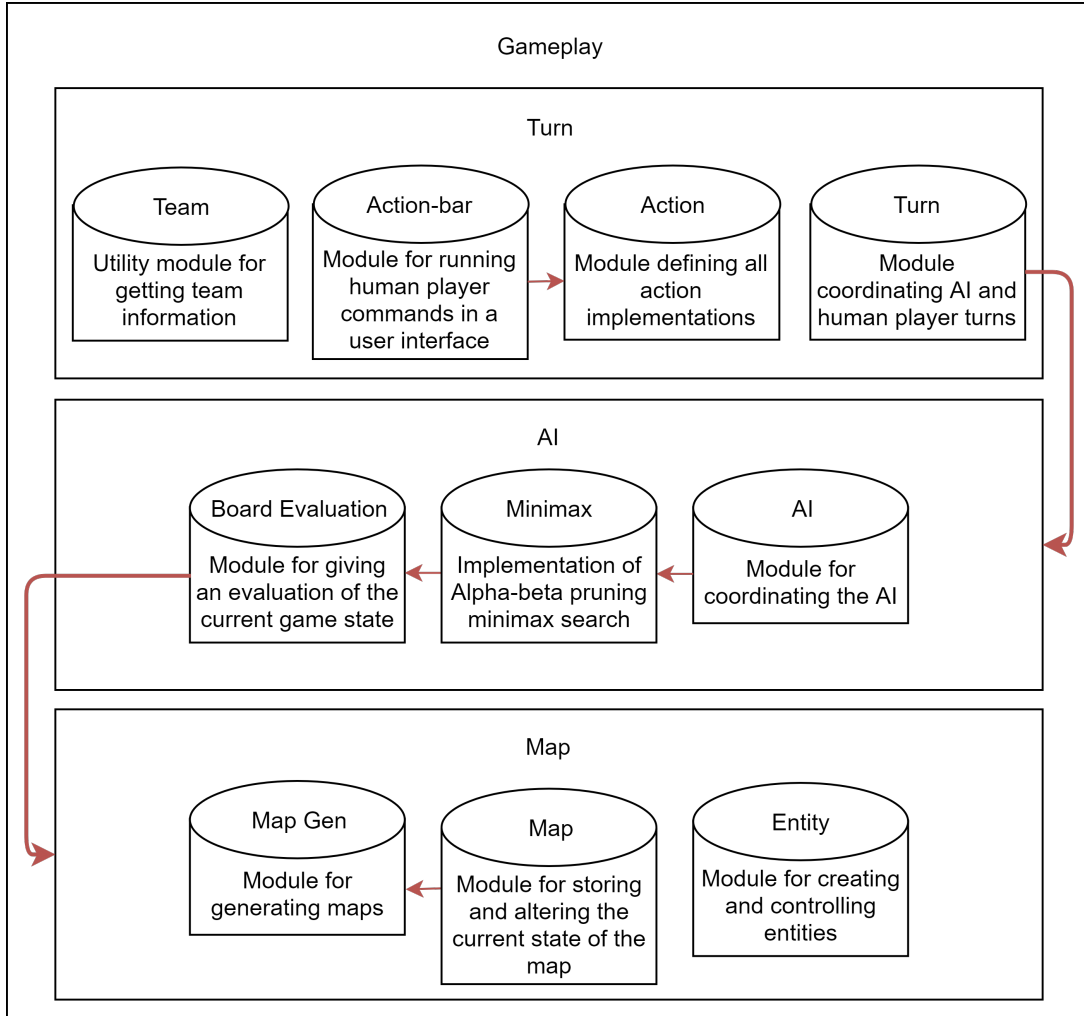 Gameplay
Turn
Team
Utility module for
getting team
information
Action-bar
Module for running
human player
commands in a
user interface
Action
Module defining all
action
implementations
Turn
Module
coordinating AI and
human player turns
AI
Board Evaluation
Module for giving
an evaluation of the
current game state
Minimax
Implementation of
Alpha-beta pruning
minimax search
AI
Module for
coordinating the AI
Map
Map Gen
Module for
generating maps
Map
Module for storing
and altering the
current state of the
map
Entity
Module for creating
and controlling
entities